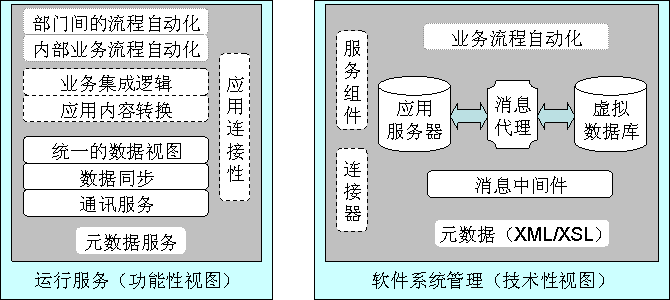 部门间的流程自动化
内部业务流程自动化
业务集成逻辑
应用内容转换
统一的数据视图
数据同步
通讯服务
应用连接性
元数据服务
运行服务（功能性视图）
服务组件
连接器
业务流程自动化
应用
服务器
消息
代理
虚拟
数据库
消息中间件
元数据（XML/XSL）
软件系统管理（技术性视图）